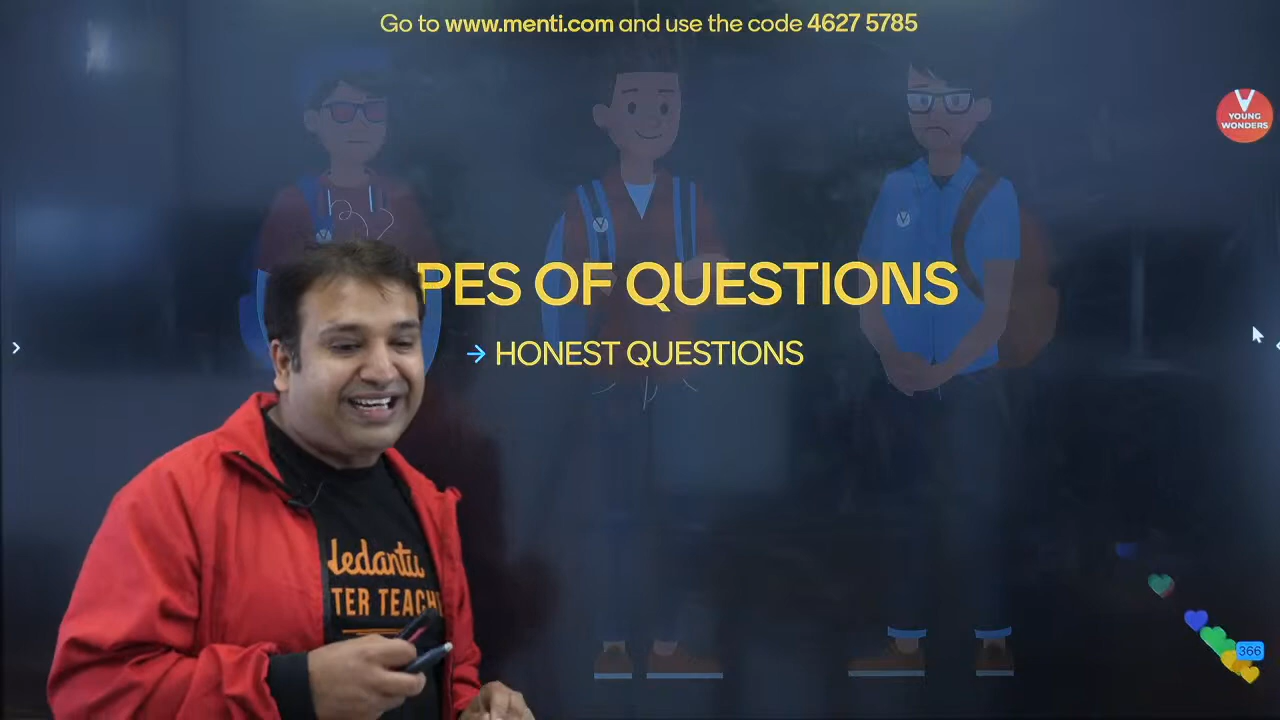 Go to www.menti.com and use the code 4627 5785
YOUNG
WONDERS
PES OF QUESTIONS
→ HONEST QUESTIONS
Vedantu
TER TEACH
366